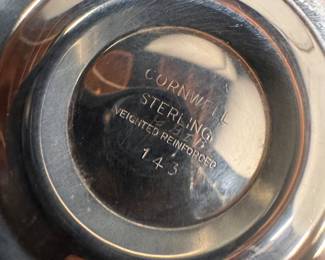 CORNWELL
STERLING
WEIGHTED REINFORCED
143